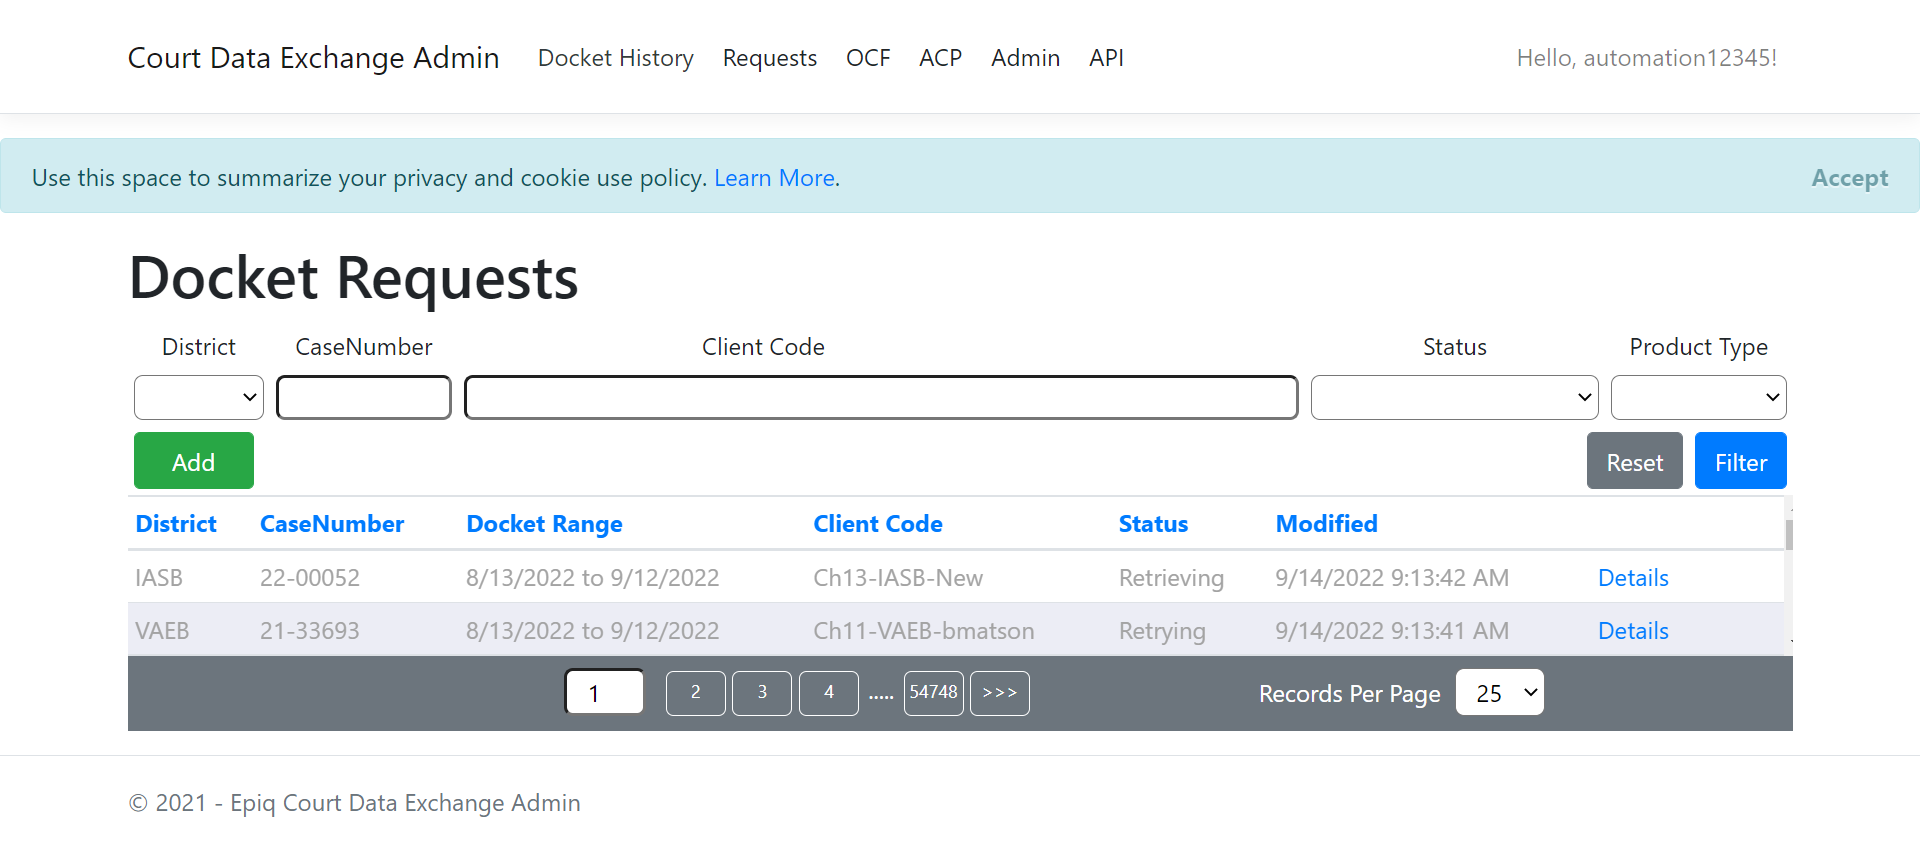 Court Data Exchange Admin Docket History Requests OCF ACP Admin API Hello, automation12345!
Use this space to summarize your privacy and cookie use policy. Learn More. Accept
Docket Requests
District CaseNumber Client Code Status Product Type
Add Reset Filter
District CaseNumber Docket Range Client Code Status Modified
IASB 22-00052 8/13/2022 to 9/12/2022 Ch13-IASB-New Retrieving 9/14/2022 9:13:42 AM Details
VAEB 21-33693 8/13/2022 to 9/12/2022 Ch11-VAEB-bmatson Retrying 9/14/2022 9:13:41 AM Details
1 2 3 4 ..... 54748 >>> Records Per Page 25
© 2021 - Epiq Court Data Exchange Admin